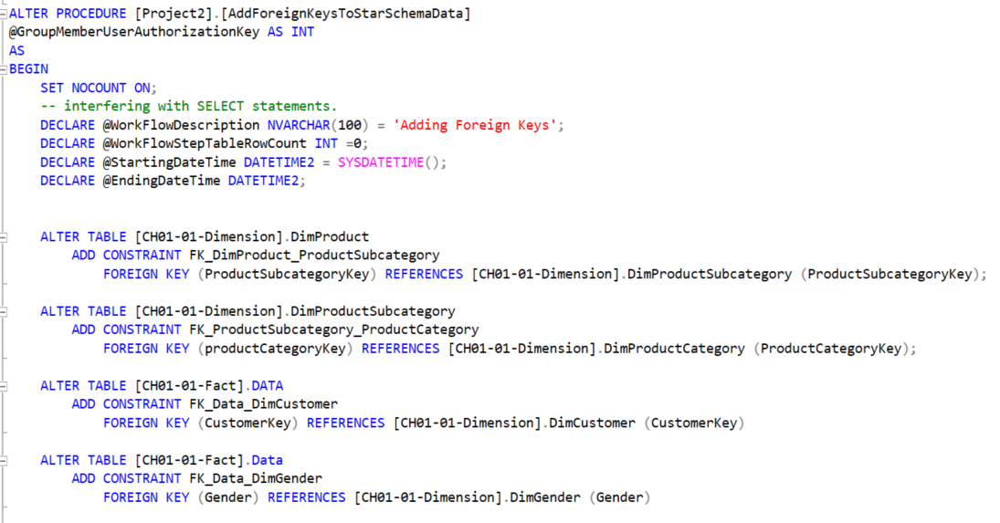 ALTER PROCEDURE [Project2].[AddForeignKeysToStarSchemaData]
@GroupMemberUserAuthorizationKey AS INT
AS
BEGIN
    SET NOCOUNT ON;
    -- interfering with SELECT statements.
    DECLARE @WorkFlowDescription NVARCHAR(100) = 'Adding Foreign Keys';
    DECLARE @WorkFlowStepTableRowCount INT =0;
    DECLARE @StartingDateTime DATETIME2 = SYSDATETIME();
    DECLARE @EndingDateTime DATETIME2;
    ALTER TABLE [CH01-01-Dimension].DimProduct
        ADD CONSTRAINT FK_DimProduct_ProductSubcategory
            FOREIGN KEY (ProductSubcategoryKey) REFERENCES [CH01-01-Dimension].DimProductSubcategory (ProductSubcategoryKey);
    ALTER TABLE [CH01-01-Dimension].DimProductSubcategory
        ADD CONSTRAINT FK_ProductSubcategory_ProductCategory
            FOREIGN KEY (productCategoryKey) REFERENCES [CH01-01-Dimension].DimProductCategory (ProductCategoryKey);
    ALTER TABLE [CH01-01-Fact].DATA
        ADD CONSTRAINT FK_Data_DimCustomer
            FOREIGN KEY (CustomerKey) REFERENCES [CH01-01-Dimension].DimCustomer (CustomerKey)
    ALTER TABLE [CH01-01-Fact].Data
        ADD CONSTRAINT FK_Data_DimGender
            FOREIGN KEY (Gender) REFERENCES [CH01-01-Dimension].DimGender (Gender)